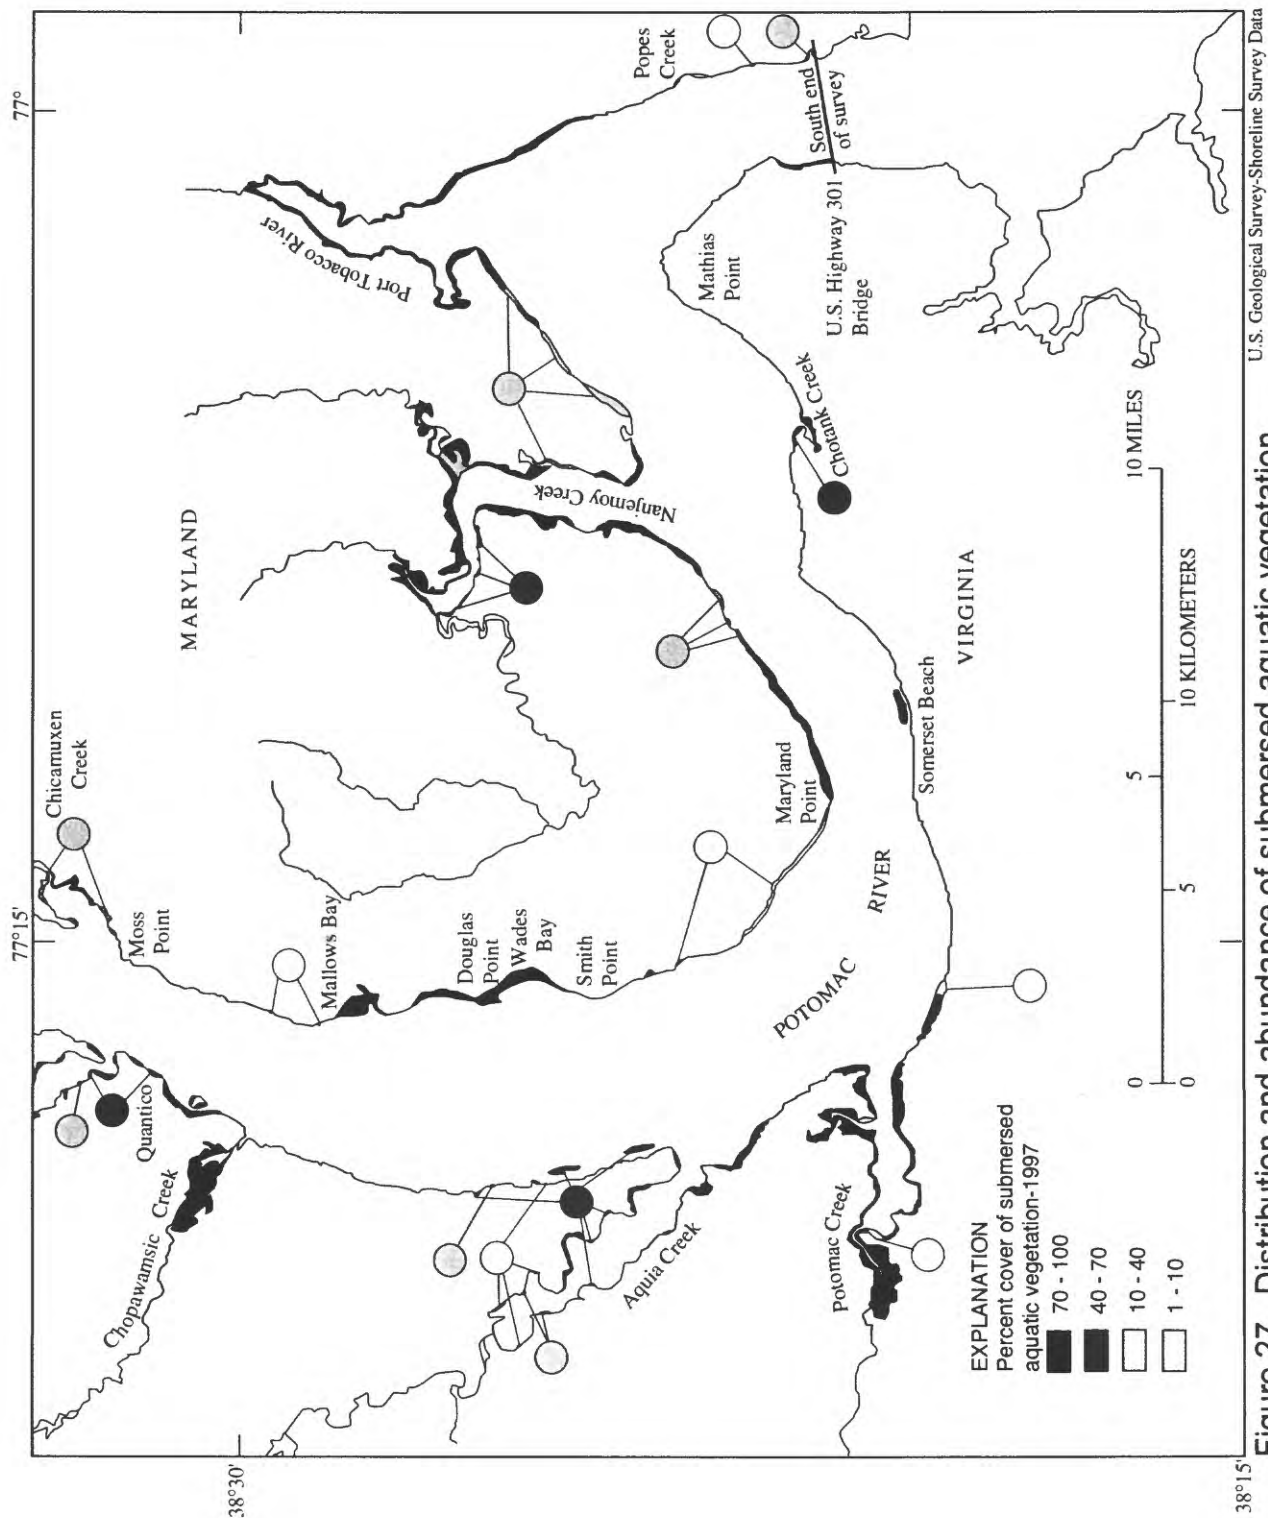 77°15'
77°
38°30'
38°15'
Chicamuxen
Creek
Moss
Point
MARYLAND
Port Tobacco River
Popes
Creek
Quantico
Mallows Bay
Chopawamsic Creek
Douglas
Point
Wades
Bay
Smith
Point
Nanjemoy Creek
Mathias
Point
South end
of survey
U.S. Highway 301
Bridge
Aquia Creek
Maryland
Point
Chotank Creek
POTOMAC
RIVER
Potomac Creek
Somerset Beach
VIRGINIA
EXPLANATION
Percent cover of submersed
aquatic vegetation-1997
70 - 100
40 - 70
10 - 40
1 - 10
0 5 10 MILES
0 5 10 KILOMETERS
U.S. Geological Survey-Shoreline Survey Data
Figure 27. Distribution and abundance of submersed aquatic vegetation